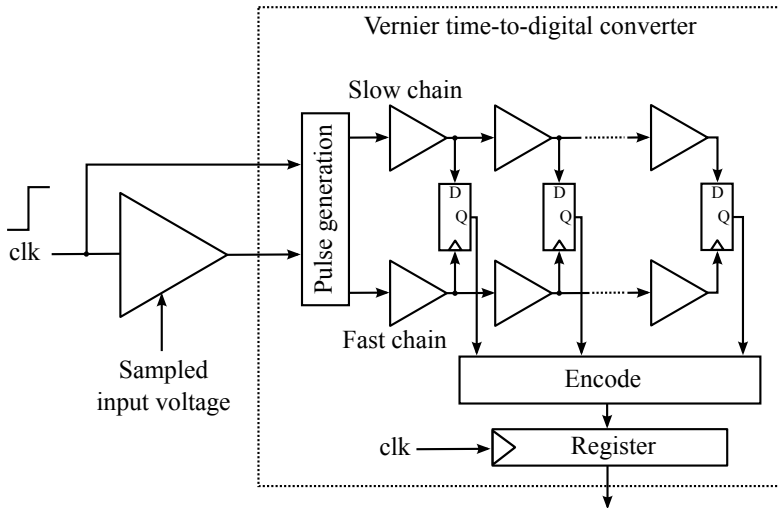 Vernier time-to-digital converter
Slow chain
Pulse generation
clk
D
Q
D
Q
D
Q
Fast chain
Sampled
input voltage
Encode
clk
Register